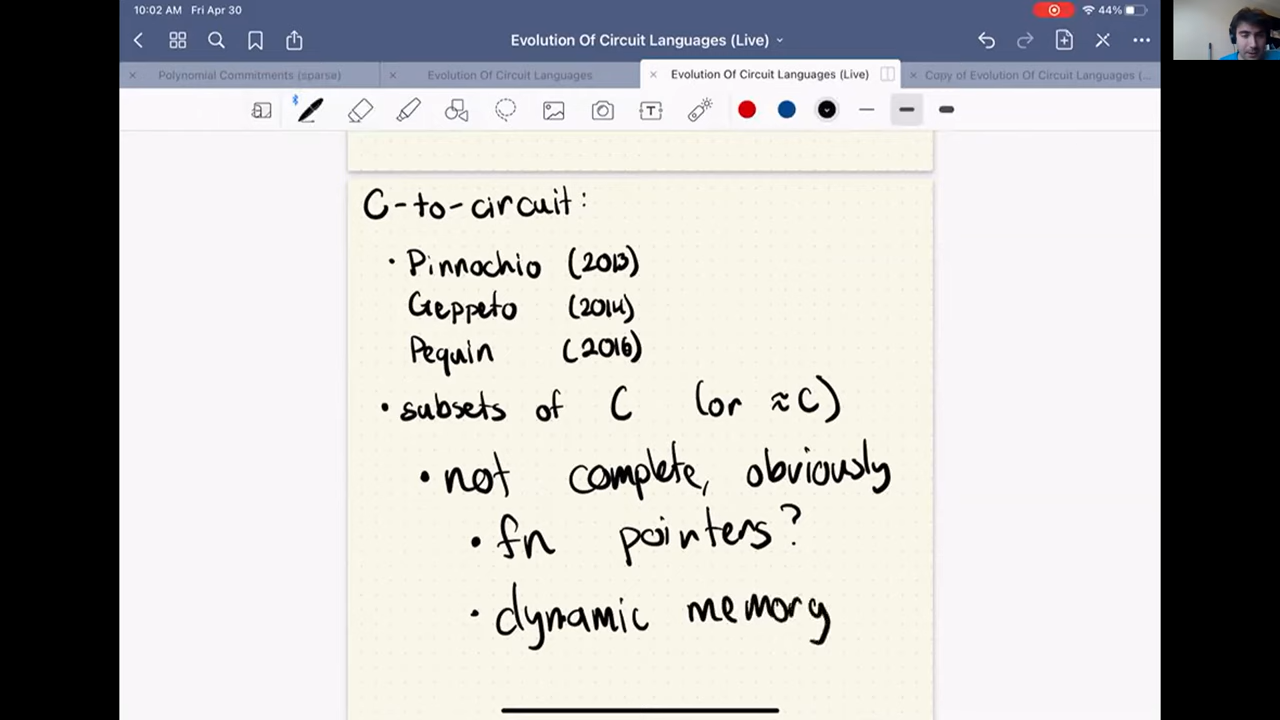 10:02 AM Fri Apr 30
44%
Evolution Of Circuit Languages (Live)
Polynomial Commitments (sparse)
Evolution Of Circuit Languages
Evolution Of Circuit Languages (Live)
Copy of Evolution Of Circuit Languages (...
T
C-to-circuit:
• Pinnochio (2013)
Geppeto (2014)
Pequin (2016)
• subsets of C (or ≈C)
• not complete, obviously
• fn pointers?
• dynamic memory